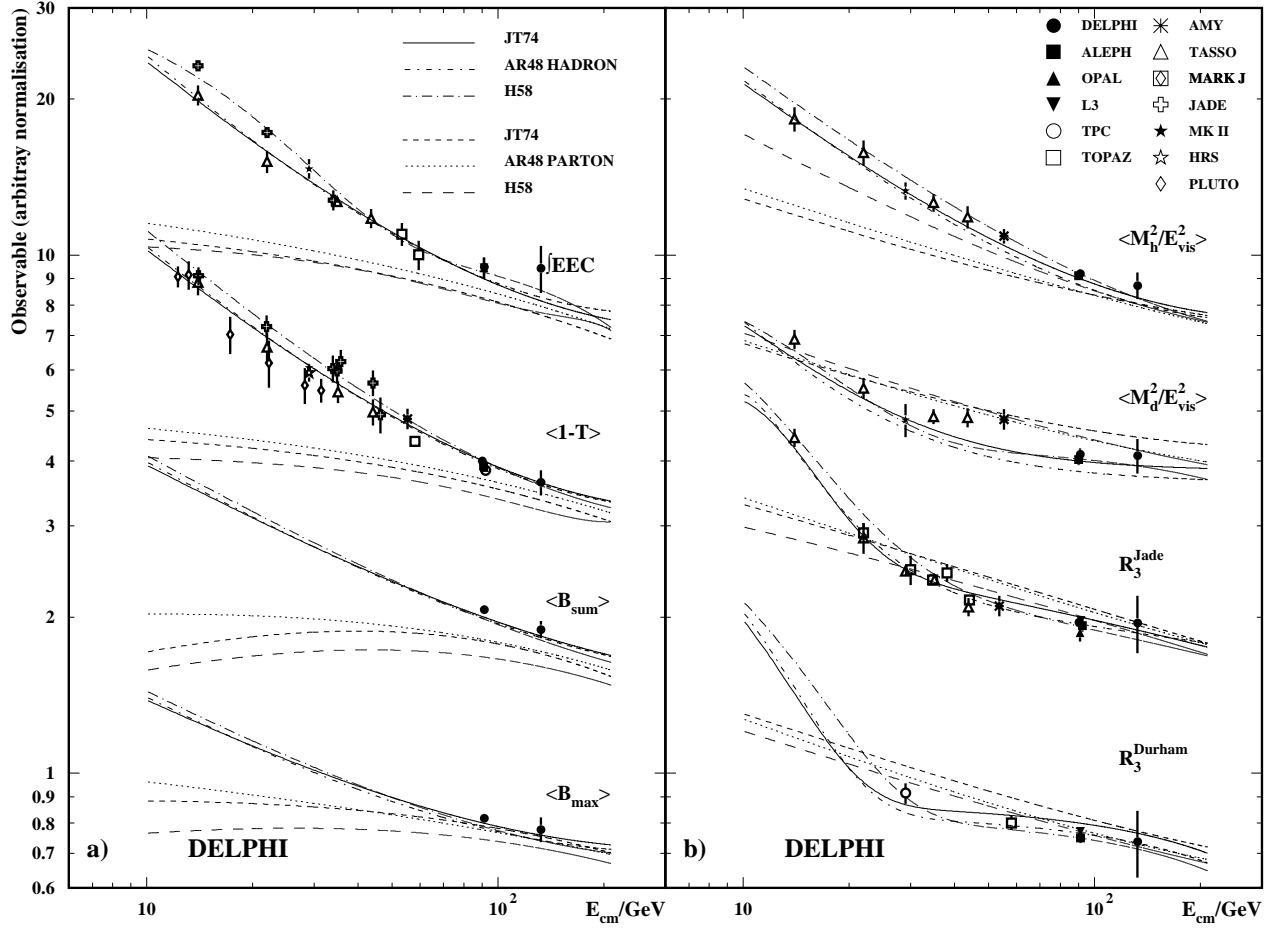 Observable (arbitray normalisation)
30
20
10
9
8
7
6
5
4
3
2
1
0.9
0.8
0.7
0.6
JT74
AR48 HADRON
H58
JT74
AR48 PARTON
H58
∫EEC
<1-T>
<B_sum>
<B_max>
a) DELPHI
10
10^2
E_cm/GeV
DELPHI
ALEPH
OPAL
L3
TPC
TOPAZ
AMY
TASSO
MARK J
JADE
MK II
HRS
PLUTO
<M_h^2/E_vis^2>
<M_d^2/E_vis^2>
R_3^Jade
R_3^Durham
b) DELPHI
10
10^2
E_cm/GeV